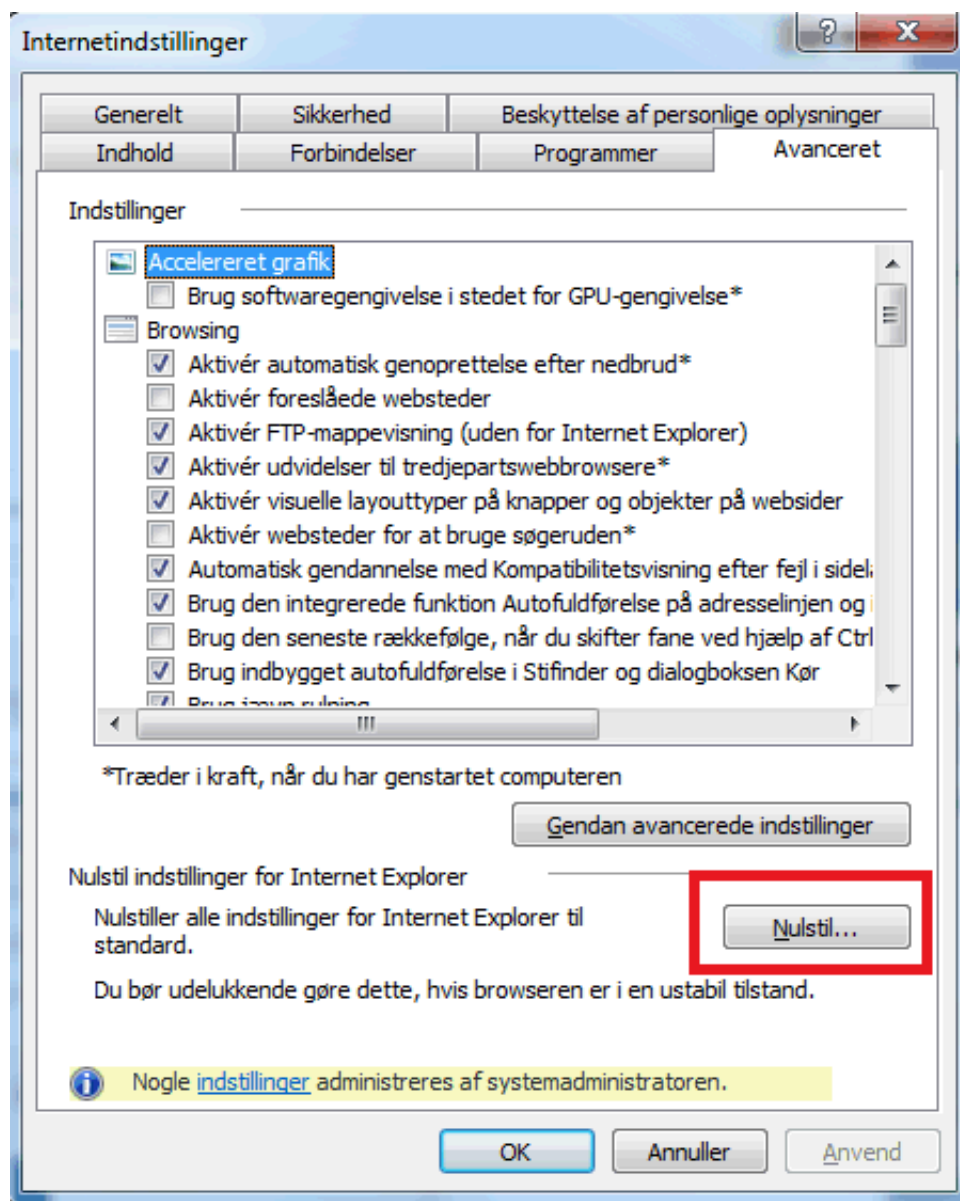 Internetindstillinger
Generelt Sikkerhed Beskyttelse af personlige oplysninger
Indhold Forbindelser Programmer Avanceret
Indstillinger
Accelereret grafik
Brug softwaregengivelse i stedet for GPU-gengivelse*
Browsing
Aktivér automatisk genoprettelse efter nedbrud*
Aktivér foreslåede websteder
Aktivér FTP-mappevisning (uden for Internet Explorer)
Aktivér udvidelser til tredjepartswebbrowsere*
Aktivér visuelle layouttyper på knapper og objekter på websider
Aktivér websteder for at bruge søgeruden*
Automatisk gendannelse med Kompatibilitetsvisning efter fejl i
Brug den integrerede funktion Autofuldførelse på adresselinjen og
Brug den seneste rækkefølge, når du skifter fane ved hjælp af Ctrl
Brug indbygget autofuldførelse i Stifinder og dialogboksen Kør
Brug jævn rulning
*Træder i kraft, når du har genstartet computeren
Gendan avancerede indstillinger
Nulstil indstillinger for Internet Explorer
Nulstiller alle indstillinger for Internet Explorer til
standard.
Nulstil...
Du bør udelukkende gøre dette, hvis browseren er i en ustabil tilstand.
Nogle indstillinger administreres af systemadministratoren.
OK Annuller Anvend